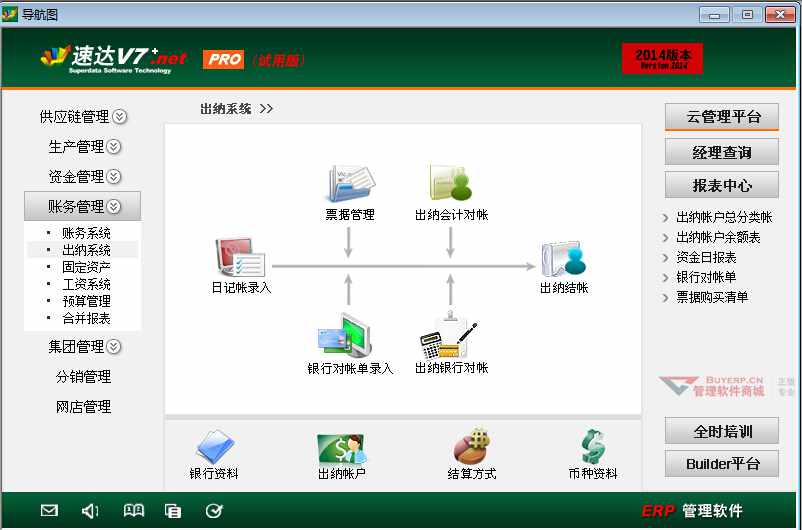 导航图
速达V7+.net
Superdata Software Technology
PRO
(试用版)
2014版本
Version 2014
供应链管理
生产管理
资金管理
账务管理
账务系统
出纳系统
固定资产
工资系统
预算管理
合并报表
集团管理
分销管理
网店管理
出纳系统 >>
票据管理
出纳会计对帐
日记帐录入
出纳结帐
银行对帐单录入
出纳银行对帐
银行资料
出纳帐户
结算方式
币种资料
云管理平台
经理查询
报表中心
出纳帐户总分类帐
出纳帐户余额表
资金日报表
银行对帐单
票据购买清单
BUYERP.CN
管理软件商城
正版
专业
全时培训
Builder平台
ERP 管理软件